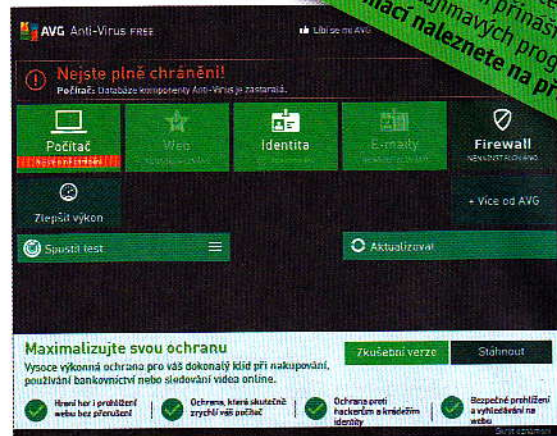 přináší
zajímavých prog
mací naleznete na př
AVG Anti-Virus FREE
Líbí se mi AVG
Nejste plně chráněni!
Počítač: Databáze komponenty Anti-Virus je zastaralá.
Počítač
Web
Identita
E-maily
Firewall
NENAINSTALOVÁNO
Zlepšit výkon
+ Více od AVG
Spustit test
Aktualizovat
Maximalizujte svou ochranu
Vysoce výkonná ochrana pro váš dokonalý klid při nakupování,
používání bankovnictví nebo sledování videa online.
Zkušební verze
Stáhnout
Hraní her i prohlížení
webu bez přerušení
Ochrana, která skutečně
zrychlí váš počítač
Ochrana proti
hackerům a krádežím
identity
Bezpečné prohlížení
a vyhledávání na
webu
Skrýt oznámení